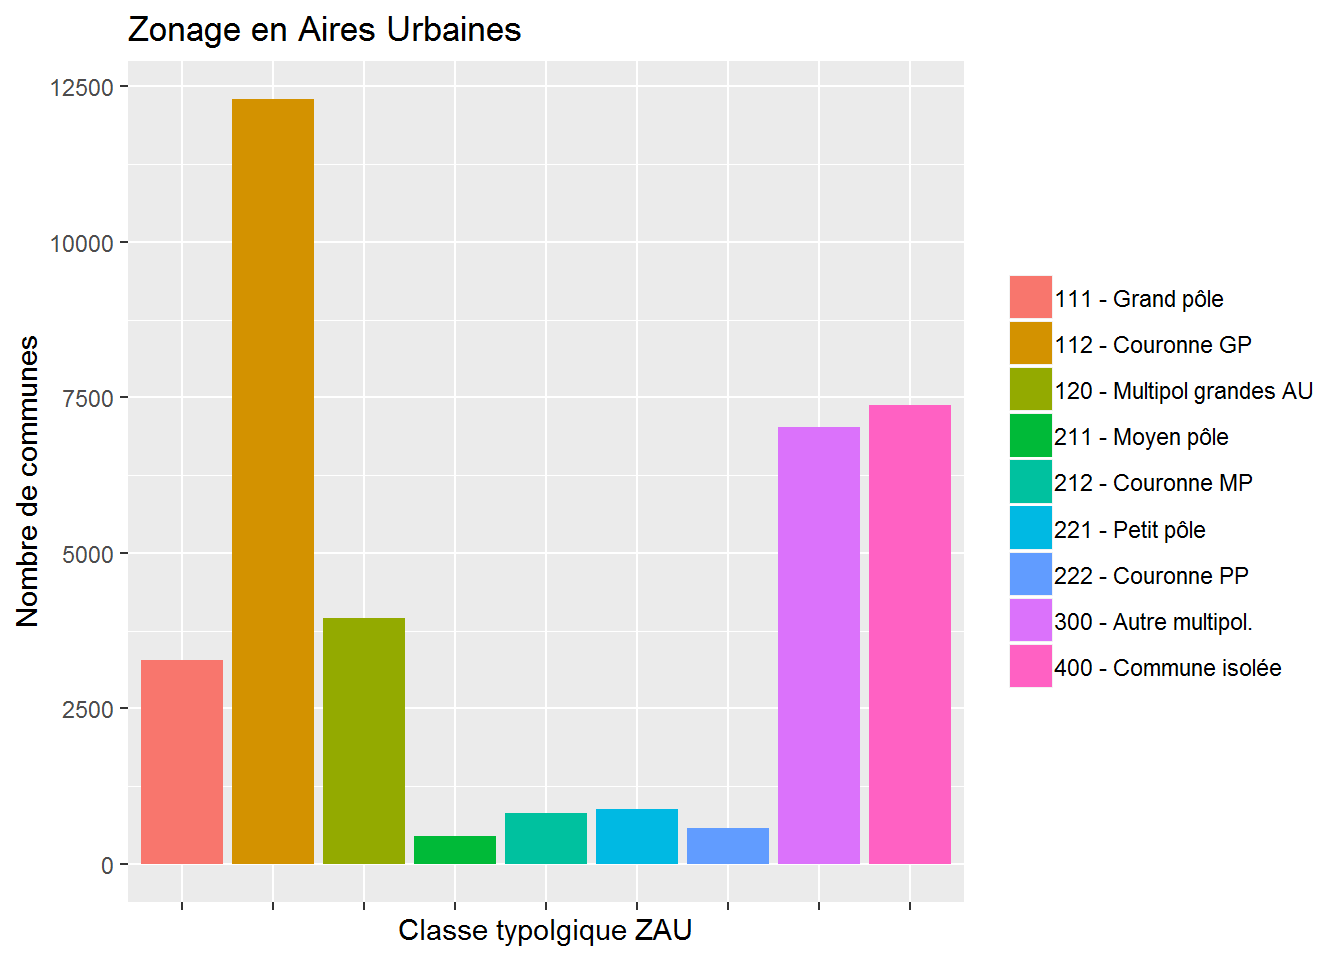 Zonage en Aires Urbaines
Nombre de communes
12500
10000
7500
5000
2500
0
Classe typolgique ZAU
111 - Grand pôle
112 - Couronne GP
120 - Multipol grandes AU
211 - Moyen pôle
212 - Couronne MP
221 - Petit pôle
222 - Couronne PP
300 - Autre multipol.
400 - Commune isolée